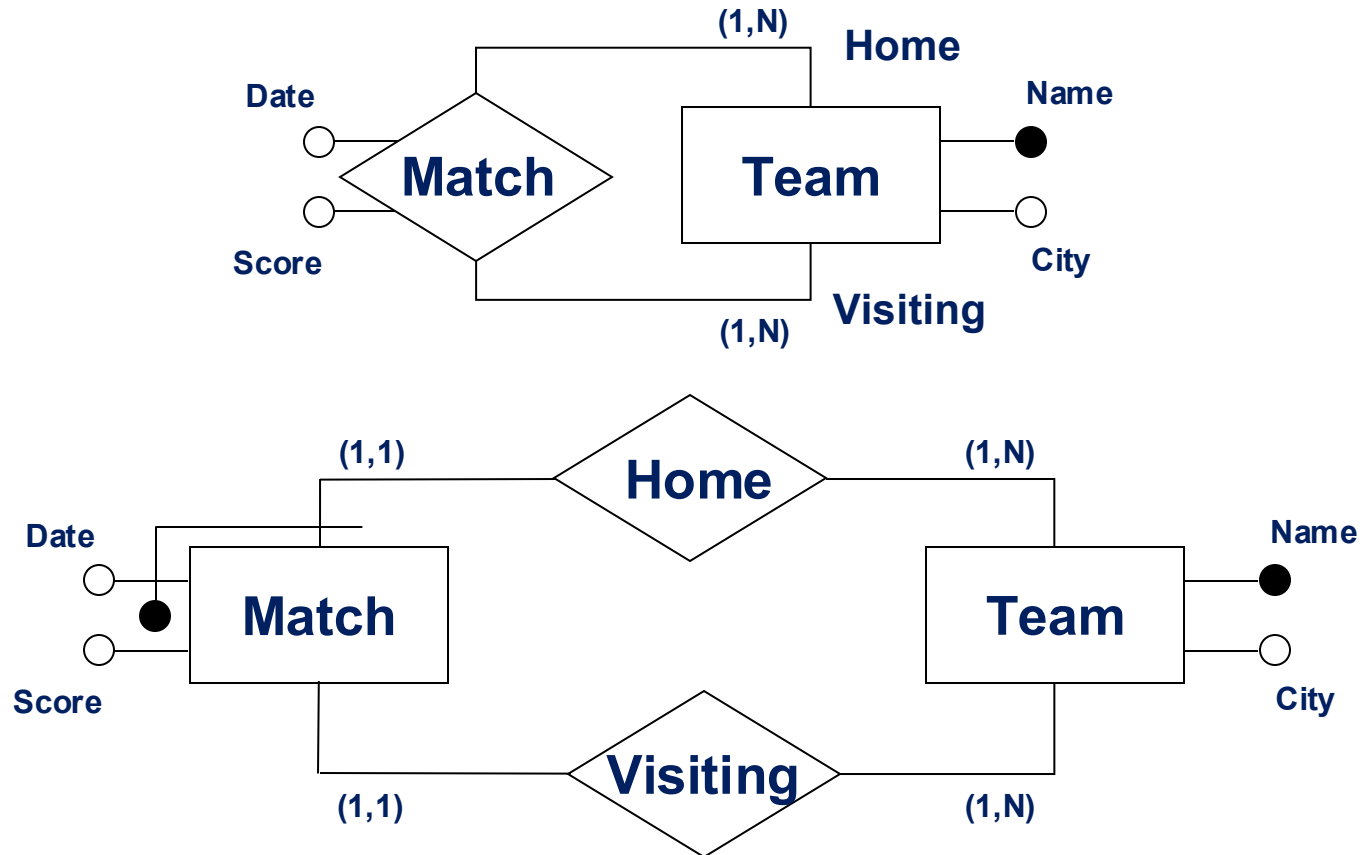 (1,N)
Home
Date
Name
Match
Team
Score
City
Visiting
(1,N)
(1,1)
Home
(1,N)
Date
Name
Match
Team
Score
City
Visiting
(1,1)
(1,N)